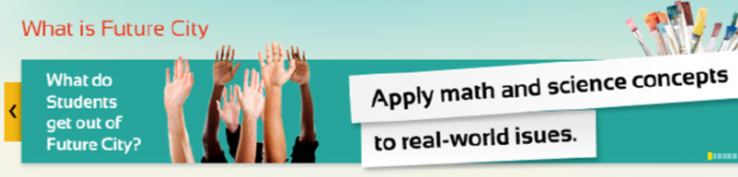 What is Future City
What do
Students
get out of
Future City?
Apply math and science concepts
to real-world isues.